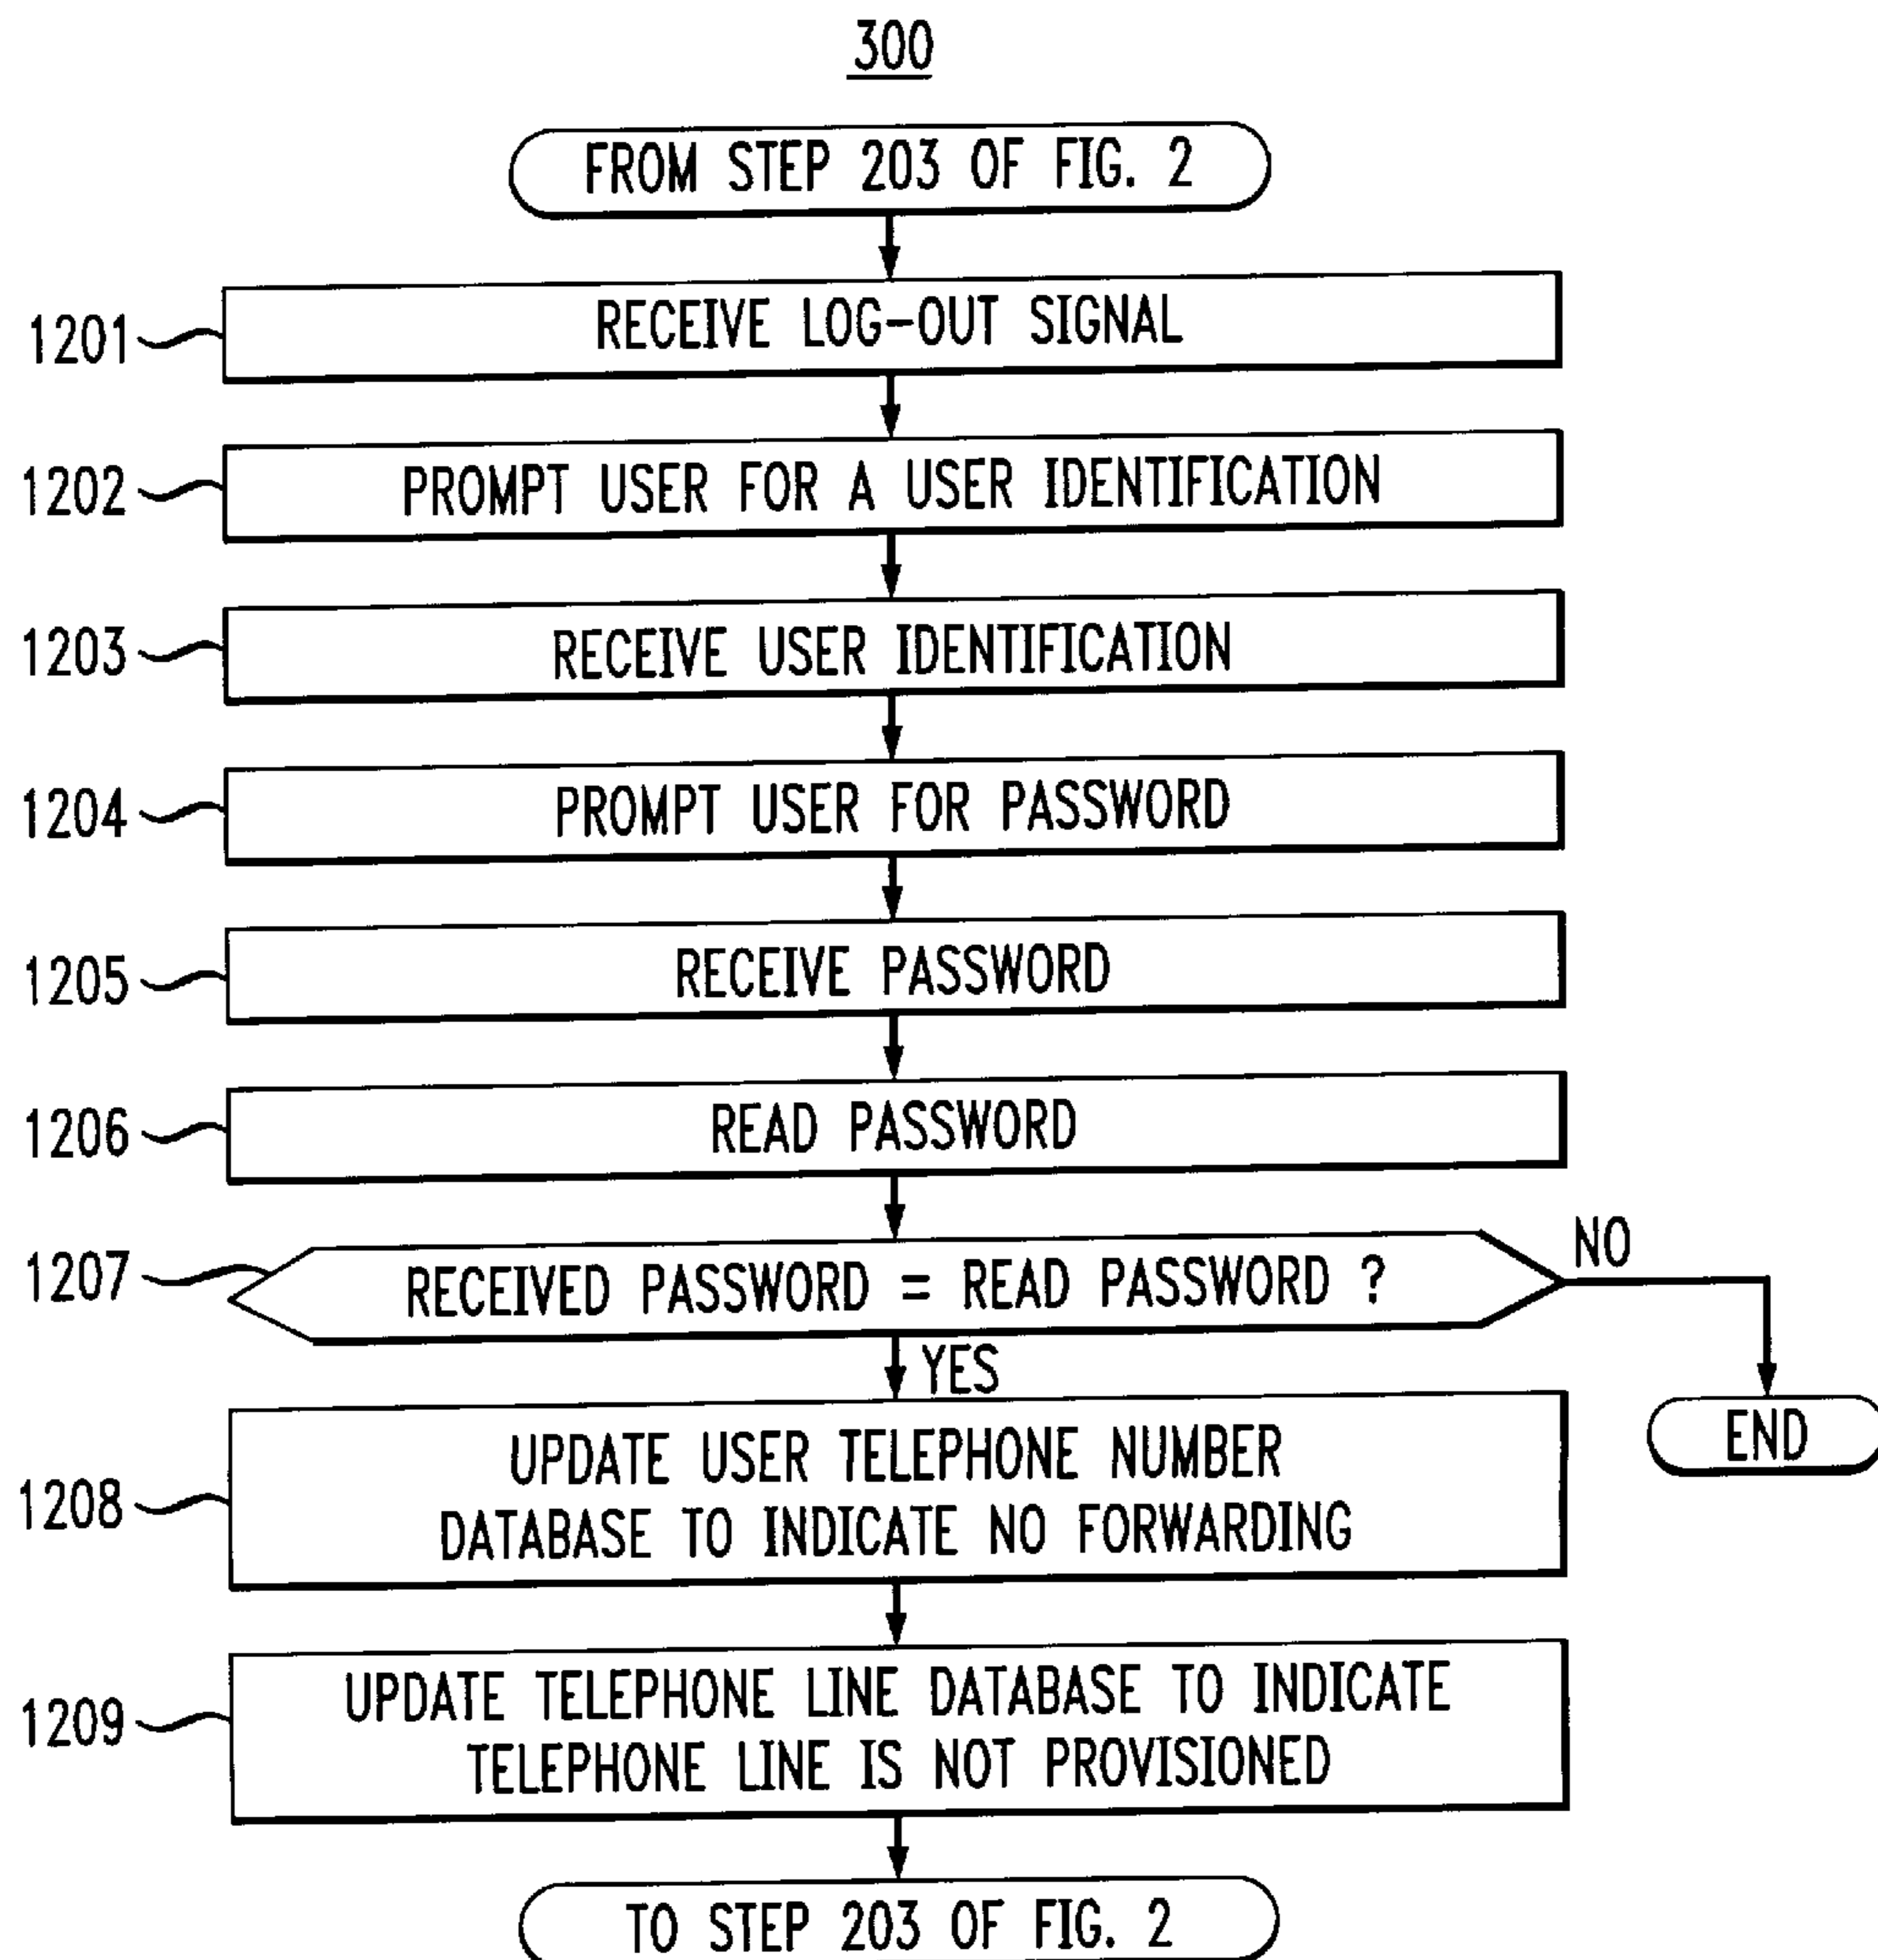 300
FROM STEP 203 OF FIG. 2
1201
RECEIVE LOG-OUT SIGNAL
1202
PROMPT USER FOR A USER IDENTIFICATION
1203
RECEIVE USER IDENTIFICATION
1204
PROMPT USER FOR PASSWORD
1205
RECEIVE PASSWORD
1206
READ PASSWORD
1207
RECEIVED PASSWORD = READ PASSWORD ?
NO
YES
END
1208
UPDATE USER TELEPHONE NUMBER
DATABASE TO INDICATE NO FORWARDING
1209
UPDATE TELEPHONE LINE DATABASE TO INDICATE
TELEPHONE LINE IS NOT PROVISIONED
TO STEP 203 OF FIG. 2